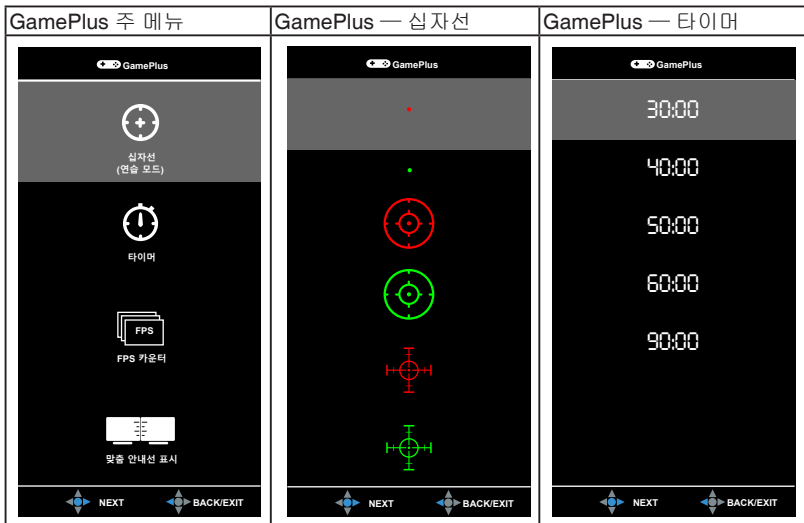 GamePlus 주 메뉴
GamePlus
십자선
(연습 모드)
타이머
FPS
FPS 카운터
맞춤 안내선 표시
NEXT BACK/EXIT
GamePlus — 십자선
GamePlus
NEXT BACK/EXIT
GamePlus — 타이머
GamePlus
30:00
40:00
50:00
60:00
90:00
NEXT BACK/EXIT